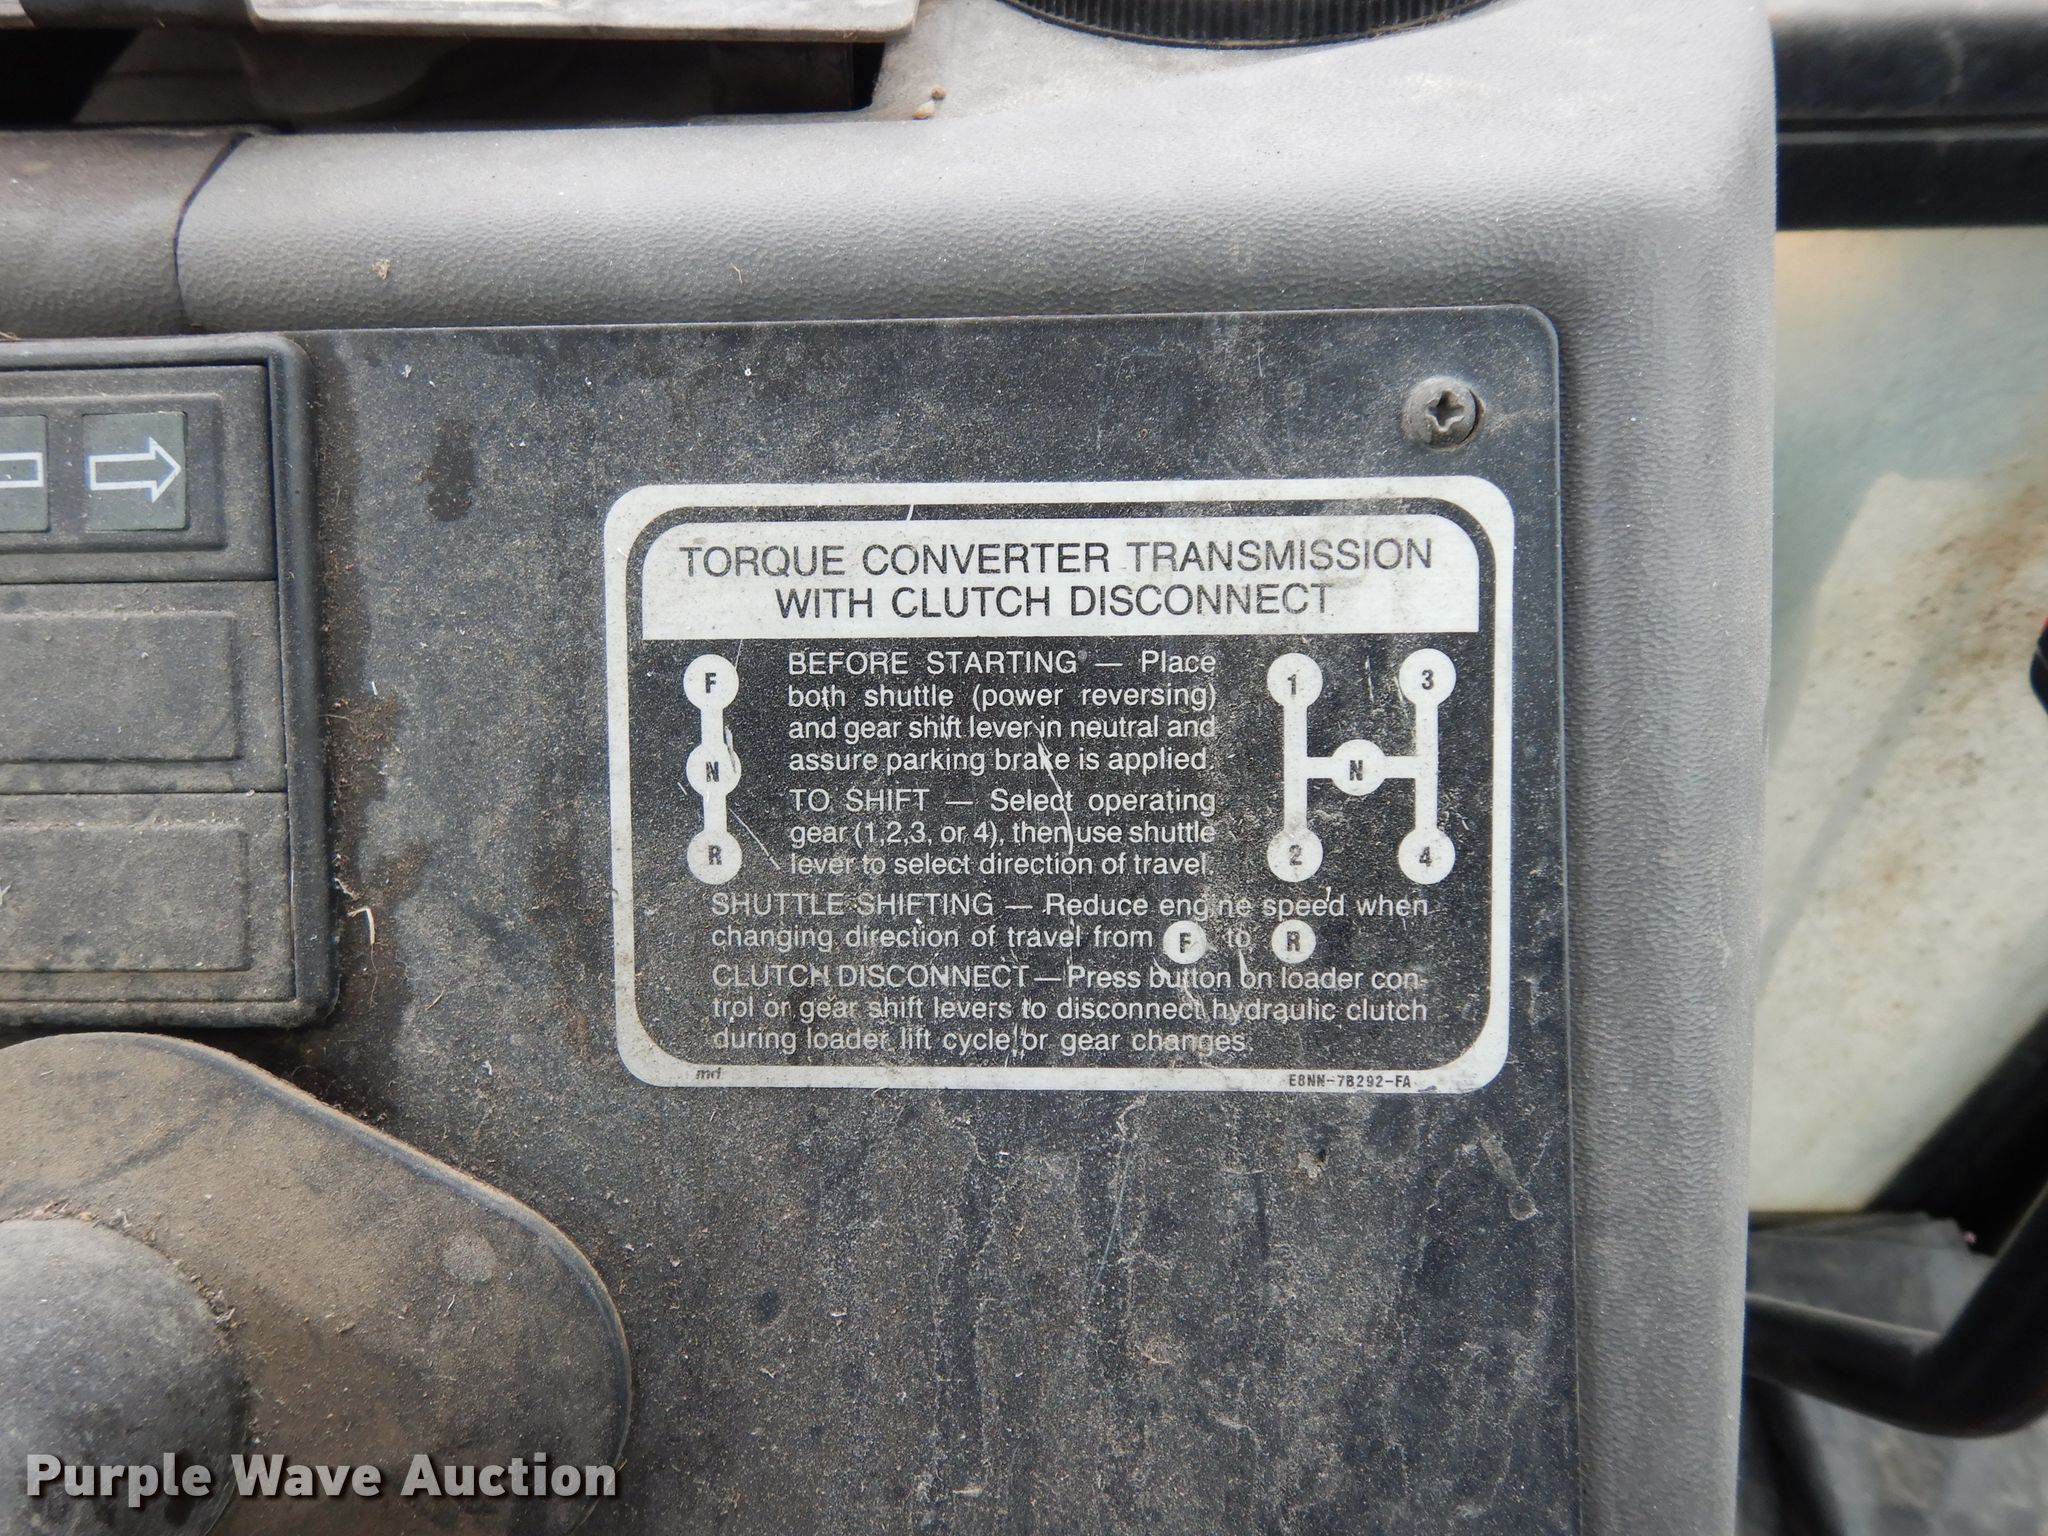 TORQUE CONVERTER TRANSMISSION
WITH CLUTCH DISCONNECT
F
N
R
BEFORE STARTING — Place
both shuttle (power reversing)
and gear shift lever in neutral and
assure parking brake is applied.
TO SHIFT — Select operating
gear (1,2,3, or 4), then use shuttle
lever to select direction of travel.
1 3
N
2 4
SHUTTLE SHIFTING — Reduce engine speed when
changing direction of travel from F to R
CLUTCH DISCONNECT — Press button on loader con-
trol or gear shift levers to disconnect hydraulic clutch
during loader lift cycle or gear changes.
md E8NN-7B292-FA
Purple Wave Auction